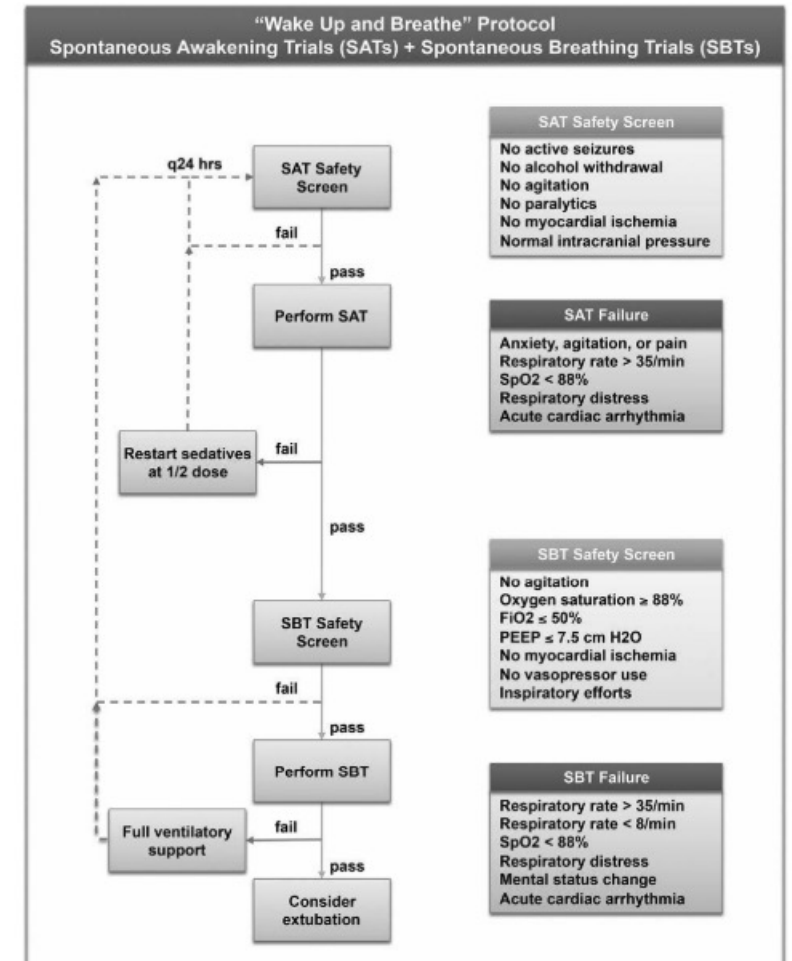 “Wake Up and Breathe” Protocol
Spontaneous Awakening Trials (SATs) + Spontaneous Breathing Trials (SBTs)
q24 hrs
SAT Safety
Screen
fail
pass
Perform SAT
Restart sedatives
at 1/2 dose
fail
pass
SBT Safety
Screen
fail
pass
Perform SBT
Full ventilatory
support
fail
pass
Consider
extubation
SAT Safety Screen
No active seizures
No alcohol withdrawal
No agitation
No paralytics
No myocardial ischemia
Normal intracranial pressure
SAT Failure
Anxiety, agitation, or pain
Respiratory rate > 35/min
SpO2 < 88%
Respiratory distress
Acute cardiac arrhythmia
SBT Safety Screen
No agitation
Oxygen saturation ≥ 88%
FiO2 ≤ 50%
PEEP ≤ 7.5 cm H2O
No myocardial ischemia
No vasopressor use
Inspiratory efforts
SBT Failure
Respiratory rate > 35/min
Respiratory rate < 8/min
SpO2 < 88%
Respiratory distress
Mental status change
Acute cardiac arrhythmia